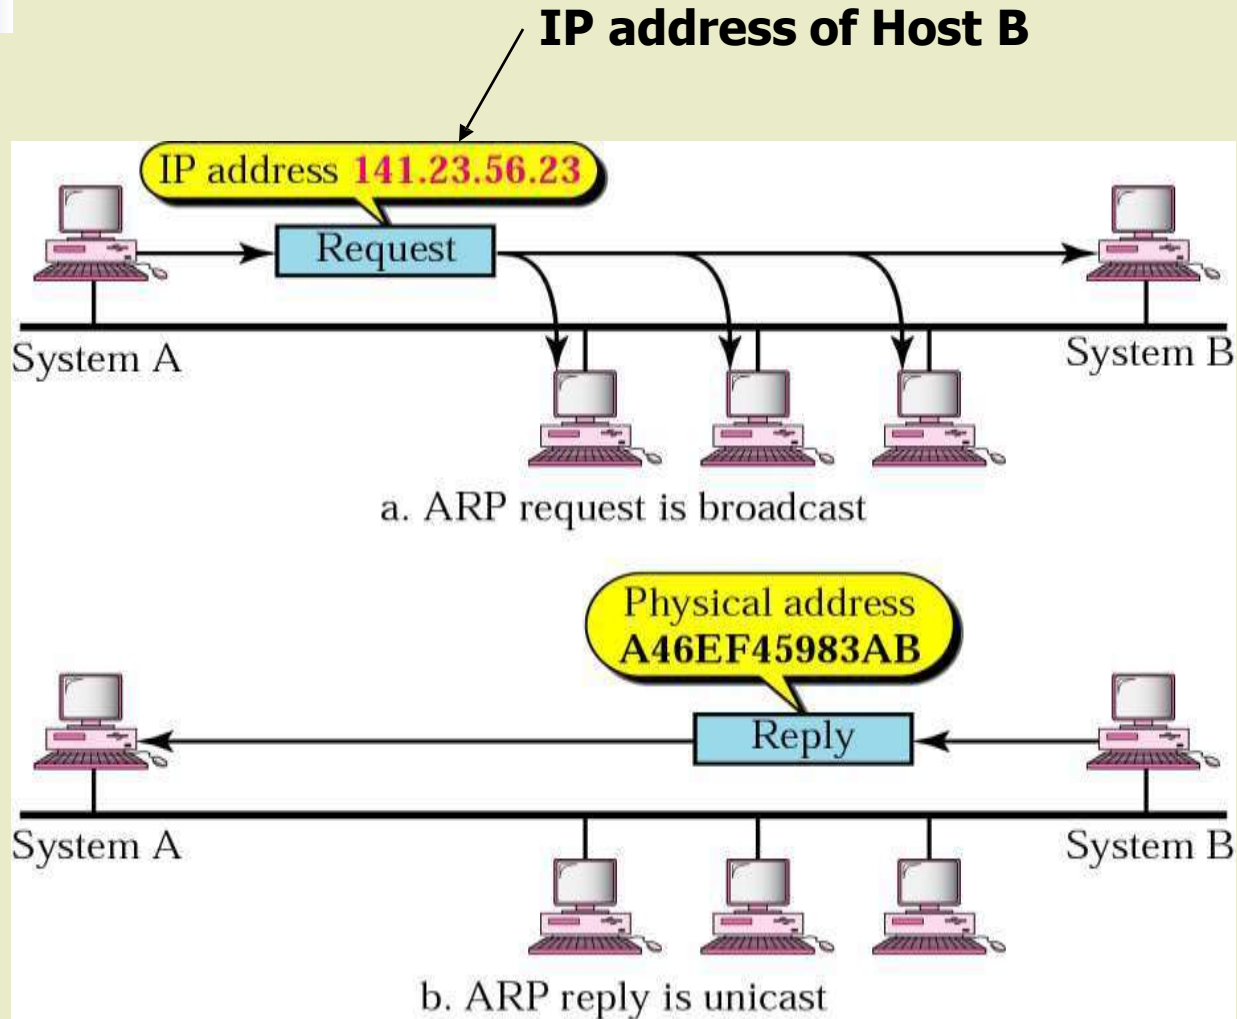 IP address of Host B
IP address 141.23.56.23
Request
System A
System B
a. ARP request is broadcast
Physical address
A46EF45983AB
Reply
System A
System B
b. ARP reply is unicast